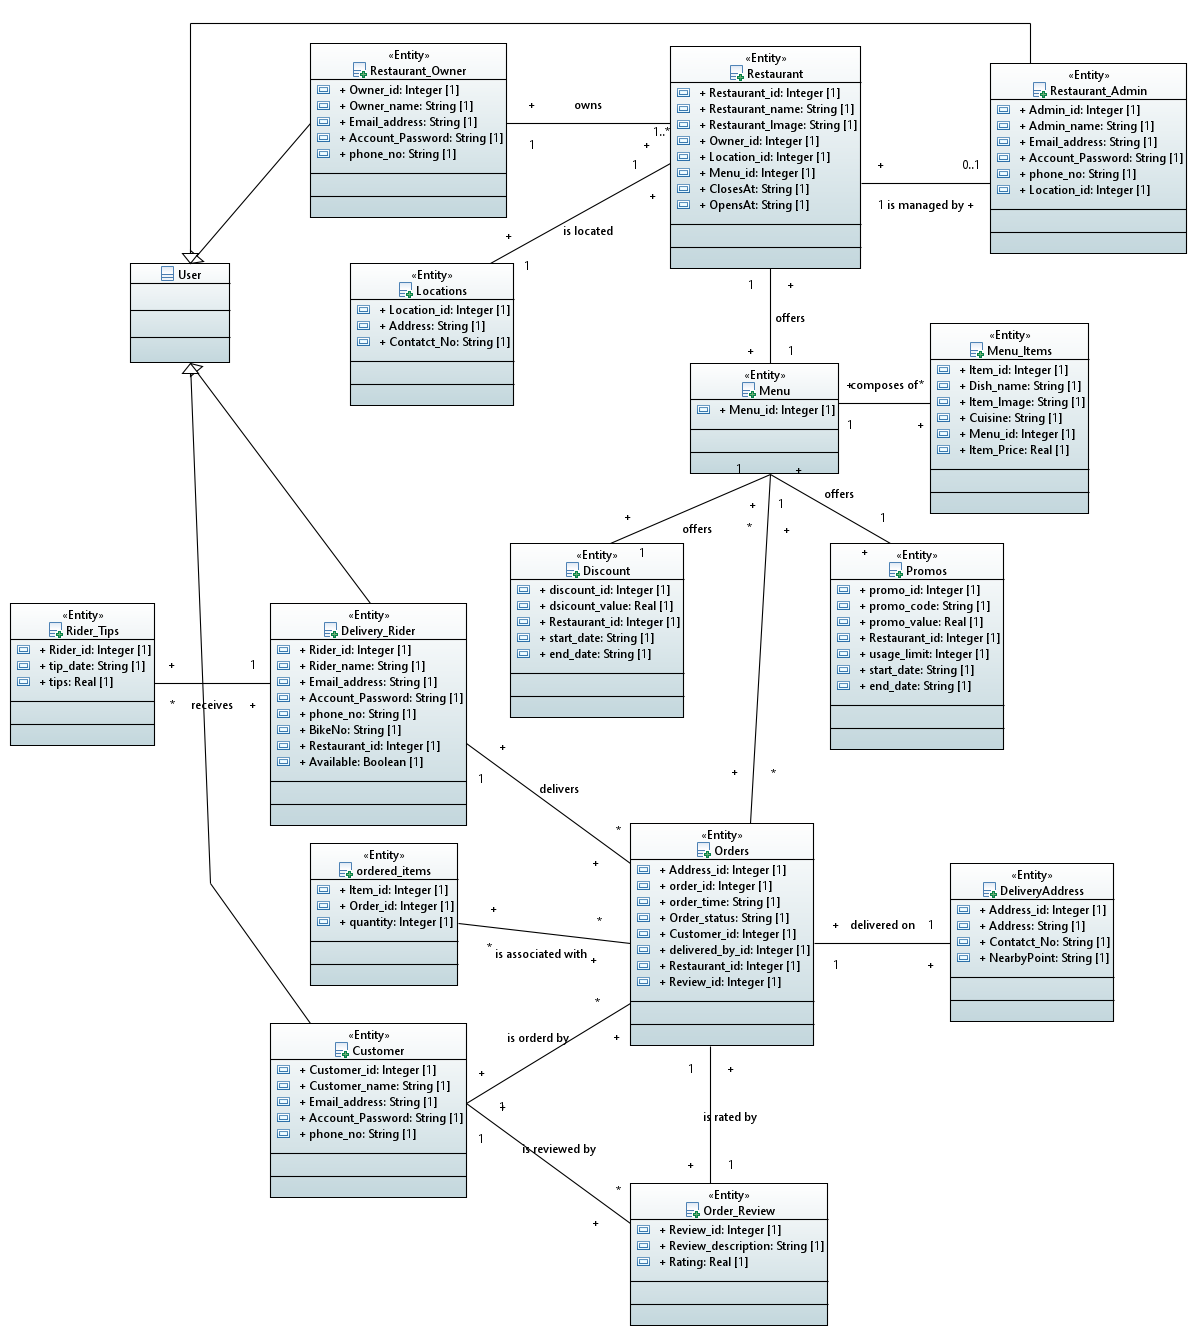 «Entity»
Restaurant_Owner
+ Owner_id: Integer [1]
+ Owner_name: String [1]
+ Email_address: String [1]
+ Account_Password: String [1]
+ phone_no: String [1]
+ owns
1
1..*
+
«Entity»
Restaurant
+ Restaurant_id: Integer [1]
+ Restaurant_name: String [1]
+ Restaurant_Image: String [1]
+ Owner_id: Integer [1]
+ Location_id: Integer [1]
+ Menu_id: Integer [1]
+ ClosesAt: String [1]
+ OpensAt: String [1]
«Entity»
Restaurant_Admin
+ Admin_id: Integer [1]
+ Admin_name: String [1]
+ Email_address: String [1]
+ Account_Password: String [1]
+ phone_no: String [1]
+ Location_id: Integer [1]
+ 0..1
1 is managed by +
1
+
is located
+
1
User
«Entity»
Locations
+ Location_id: Integer [1]
+ Address: String [1]
+ Contatct_No: String [1]
1 +
offers
+ 1
«Entity»
Menu
+ Menu_id: Integer [1]
+composes of*
1 +
«Entity»
Menu_Items
+ Item_id: Integer [1]
+ Dish_name: String [1]
+ Item_Image: String [1]
+ Cuisine: String [1]
+ Menu_id: Integer [1]
+ Item_Price: Real [1]
1 +
offers
+ 1
+ 1
* +
offers
1
+
«Entity»
Discount
+ discount_id: Integer [1]
+ dsicount_value: Real [1]
+ Restaurant_id: Integer [1]
+ start_date: String [1]
+ end_date: String [1]
«Entity»
Promos
+ promo_id: Integer [1]
+ promo_code: String [1]
+ promo_value: Real [1]
+ Restaurant_id: Integer [1]
+ usage_limit: Integer [1]
+ start_date: String [1]
+ end_date: String [1]
«Entity»
Rider_Tips
+ Rider_id: Integer [1]
+ tip_date: String [1]
+ tips: Real [1]
+ 1
* receives +
«Entity»
Delivery_Rider
+ Rider_id: Integer [1]
+ Rider_name: String [1]
+ Email_address: String [1]
+ Account_Password: String [1]
+ phone_no: String [1]
+ BikeNo: String [1]
+ Restaurant_id: Integer [1]
+ Available: Boolean [1]
+
1
delivers
*
+
+ *
«Entity»
ordered_items
+ Item_id: Integer [1]
+ Order_id: Integer [1]
+ quantity: Integer [1]
+ *
* is associated with +
«Entity»
Orders
+ Address_id: Integer [1]
+ order_id: Integer [1]
+ order_time: String [1]
+ Order_status: String [1]
+ Customer_id: Integer [1]
+ delivered_by_id: Integer [1]
+ Restaurant_id: Integer [1]
+ Review_id: Integer [1]
+ delivered on 1
1 +
«Entity»
DeliveryAddress
+ Address_id: Integer [1]
+ Address: String [1]
+ Contatct_No: String [1]
+ NearbyPoint: String [1]
*
is orderd by +
+
1
«Entity»
Customer
+ Customer_id: Integer [1]
+ Customer_name: String [1]
+ Email_address: String [1]
+ Account_Password: String [1]
+ phone_no: String [1]
+
1
is reviewed by
*
+
1 +
is rated by
+ 1
«Entity»
Order_Review
+ Review_id: Integer [1]
+ Review_description: String [1]
+ Rating: Real [1]